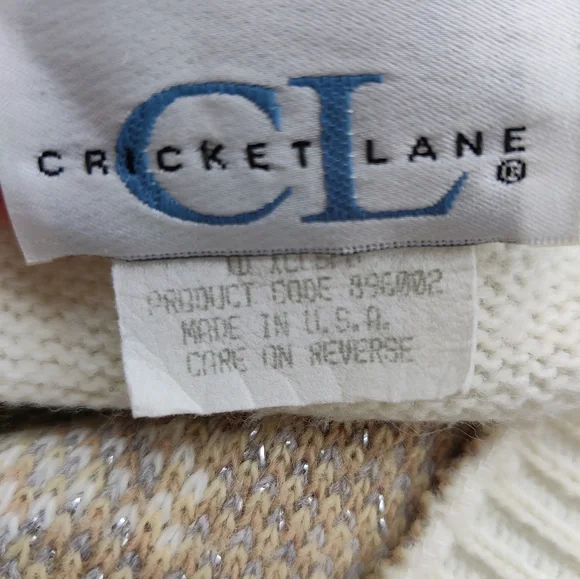 CL
CRICKET LANE ®
PRODUCT CODE 896002
MADE IN U.S.A.
CARE ON REVERSE